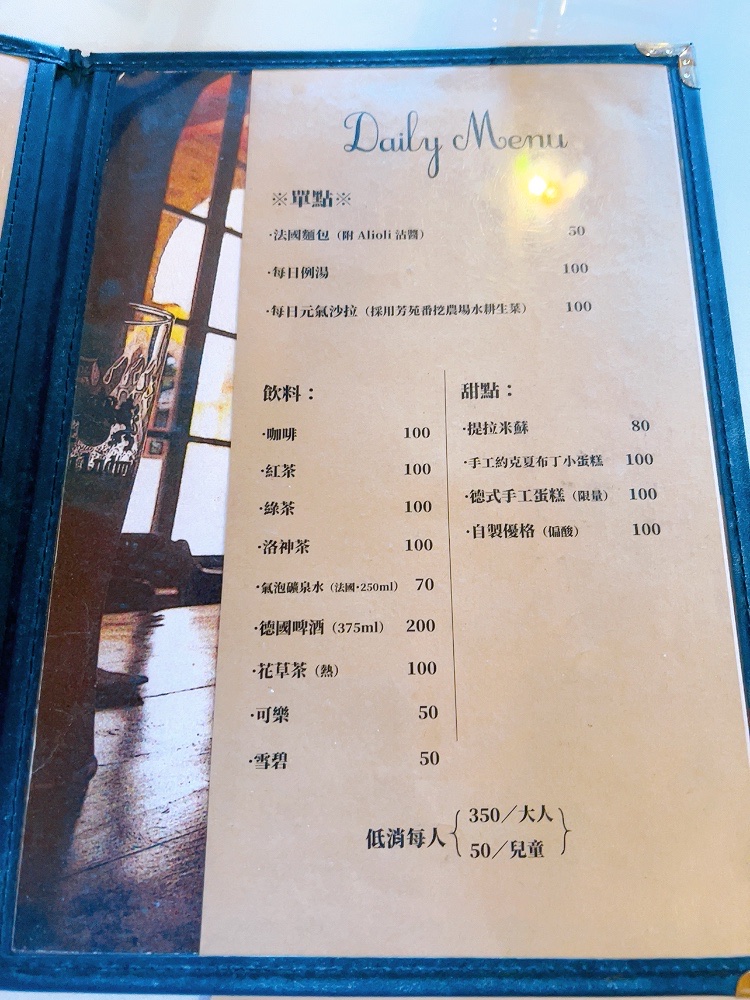 Daily Menu
※單點※
·法國麵包（附 Alioli 沾醬） 50
·每日例湯 100
·每日元氣沙拉（採用芳苑番挖農場水耕生菜） 100
飲料：
·咖啡 100
·紅茶 100
·綠茶 100
·洛神茶 100
·氣泡礦泉水（法國·250ml） 70
·德國啤酒（375ml） 200
·花草茶（熱） 100
·可樂 50
·雪碧 50
甜點：
·提拉米蘇 80
·手工約克夏布丁小蛋糕 100
·德式手工蛋糕（限量） 100
·自製優格（偏酸） 100
低消每人
350／大人
50／兒童